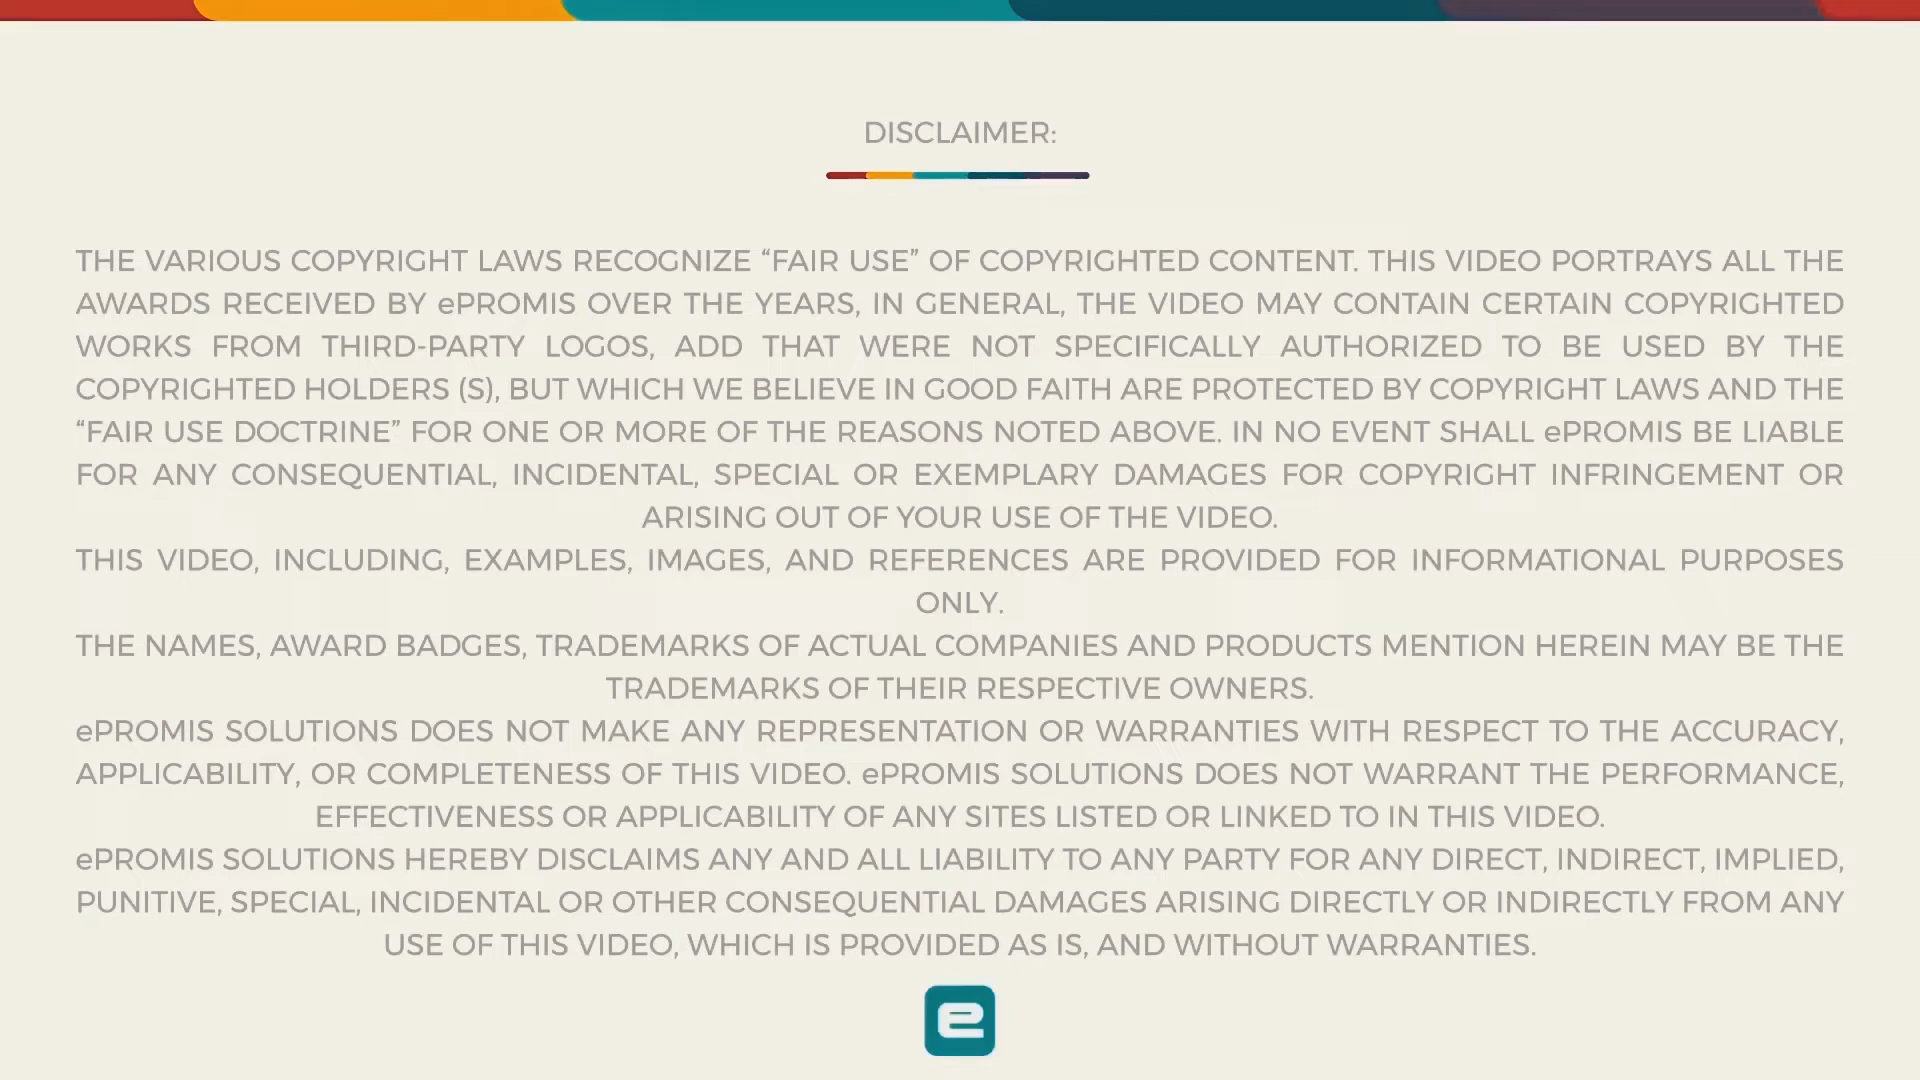 DISCLAIMER:
THE VARIOUS COPYRIGHT LAWS RECOGNIZE “FAIR USE” OF COPYRIGHTED CONTENT. THIS VIDEO PORTRAYS ALL THE
AWARDS RECEIVED BY ePROMIS OVER THE YEARS, IN GENERAL, THE VIDEO MAY CONTAIN CERTAIN COPYRIGHTED
WORKS FROM THIRD-PARTY LOGOS, ADD THAT WERE NOT SPECIFICALLY AUTHORIZED TO BE USED BY THE
COPYRIGHTED HOLDERS (S), BUT WHICH WE BELIEVE IN GOOD FAITH ARE PROTECTED BY COPYRIGHT LAWS AND THE
“FAIR USE DOCTRINE” FOR ONE OR MORE OF THE REASONS NOTED ABOVE. IN NO EVENT SHALL ePROMIS BE LIABLE
FOR ANY CONSEQUENTIAL, INCIDENTAL, SPECIAL OR EXEMPLARY DAMAGES FOR COPYRIGHT INFRINGEMENT OR
ARISING OUT OF YOUR USE OF THE VIDEO.
THIS VIDEO, INCLUDING, EXAMPLES, IMAGES, AND REFERENCES ARE PROVIDED FOR INFORMATIONAL PURPOSES
ONLY.
THE NAMES, AWARD BADGES, TRADEMARKS OF ACTUAL COMPANIES AND PRODUCTS MENTION HEREIN MAY BE THE
TRADEMARKS OF THEIR RESPECTIVE OWNERS.
ePROMIS SOLUTIONS DOES NOT MAKE ANY REPRESENTATION OR WARRANTIES WITH RESPECT TO THE ACCURACY,
APPLICABILITY, OR COMPLETENESS OF THIS VIDEO. ePROMIS SOLUTIONS DOES NOT WARRANT THE PERFORMANCE,
EFFECTIVENESS OR APPLICABILITY OF ANY SITES LISTED OR LINKED TO IN THIS VIDEO.
ePROMIS SOLUTIONS HEREBY DISCLAIMS ANY AND ALL LIABILITY TO ANY PARTY FOR ANY DIRECT, INDIRECT, IMPLIED,
PUNITIVE, SPECIAL, INCIDENTAL OR OTHER CONSEQUENTIAL DAMAGES ARISING DIRECTLY OR INDIRECTLY FROM ANY
USE OF THIS VIDEO, WHICH IS PROVIDED AS IS, AND WITHOUT WARRANTIES.
e